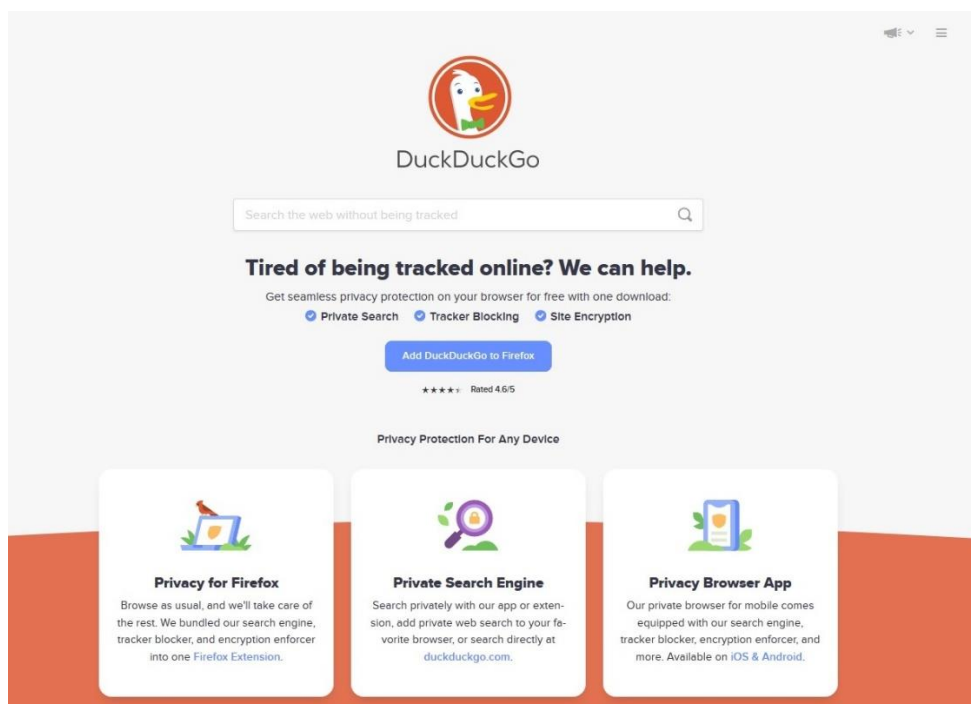 DuckDuckGo
Search the web without being tracked
Tired of being tracked online? We can help.
Get seamless privacy protection on your browser for free with one download:
Private Search Tracker Blocking Site Encryption
Add DuckDuckGo to Firefox
Rated 4.6/5
Privacy Protection For Any Device
Privacy for Firefox
Browse as usual, and we'll take care of
the rest. We bundled our search engine,
tracker blocker, and encryption enforcer
into one Firefox Extension.
Private Search Engine
Search privately with our app or exten-
sion, add private web search to your fa-
vorite browser, or search directly at
duckduckgo.com.
Privacy Browser App
Our private browser for mobile comes
equipped with our search engine,
tracker blocker, encryption enforcer, and
more. Available on iOS & Android.